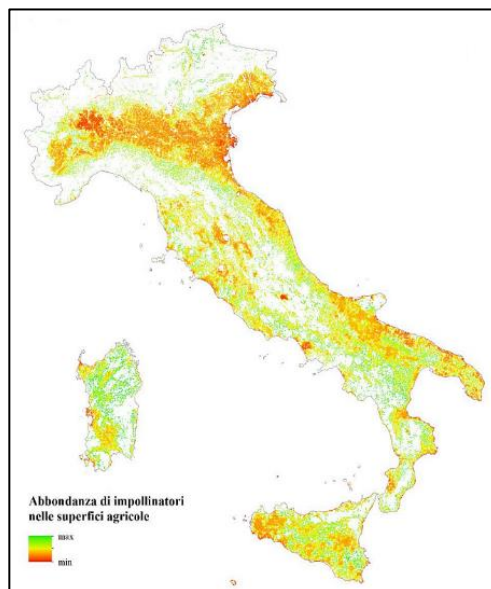 Abbondanza di impollinatori
nelle superfici agricole
max
min